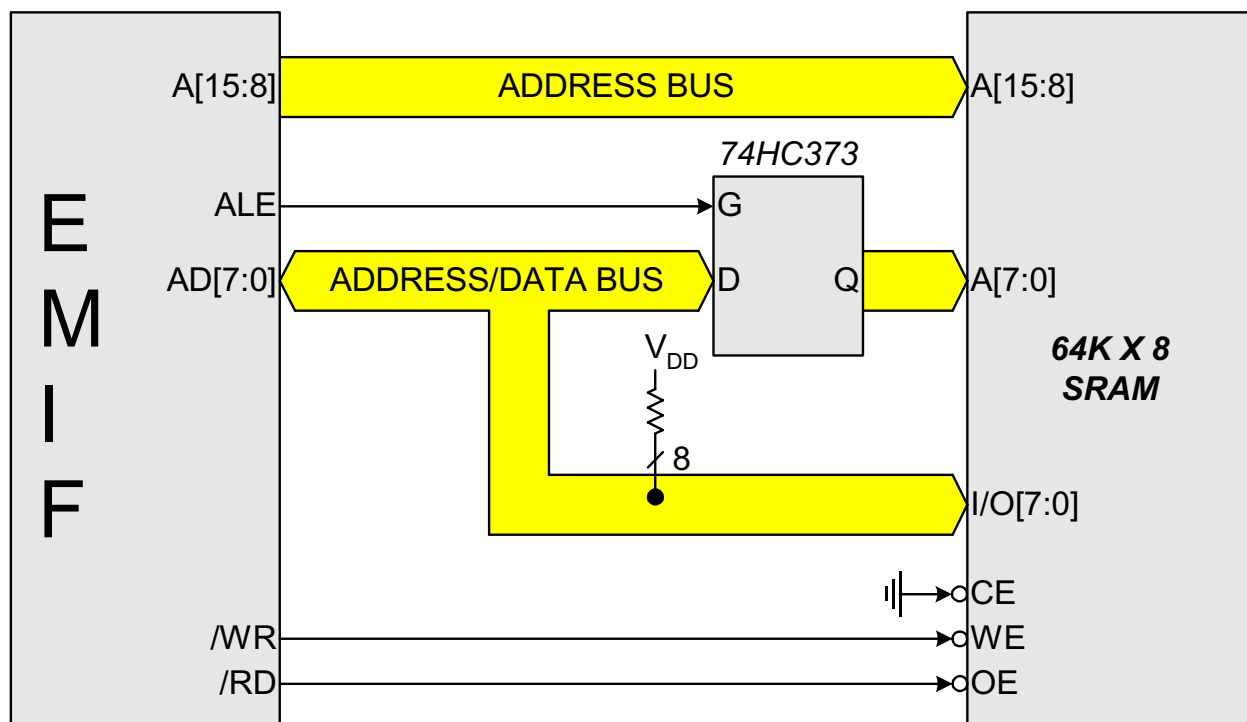 A[15:8] ADDRESS BUS A[15:8]
74HC373
ALE G
AD[7:0] ADDRESS/DATA BUS D Q A[7:0]
E
M
I
F
VDD
64K X 8
SRAM
8
I/O[7:0]
CE
/WR WE
/RD OE